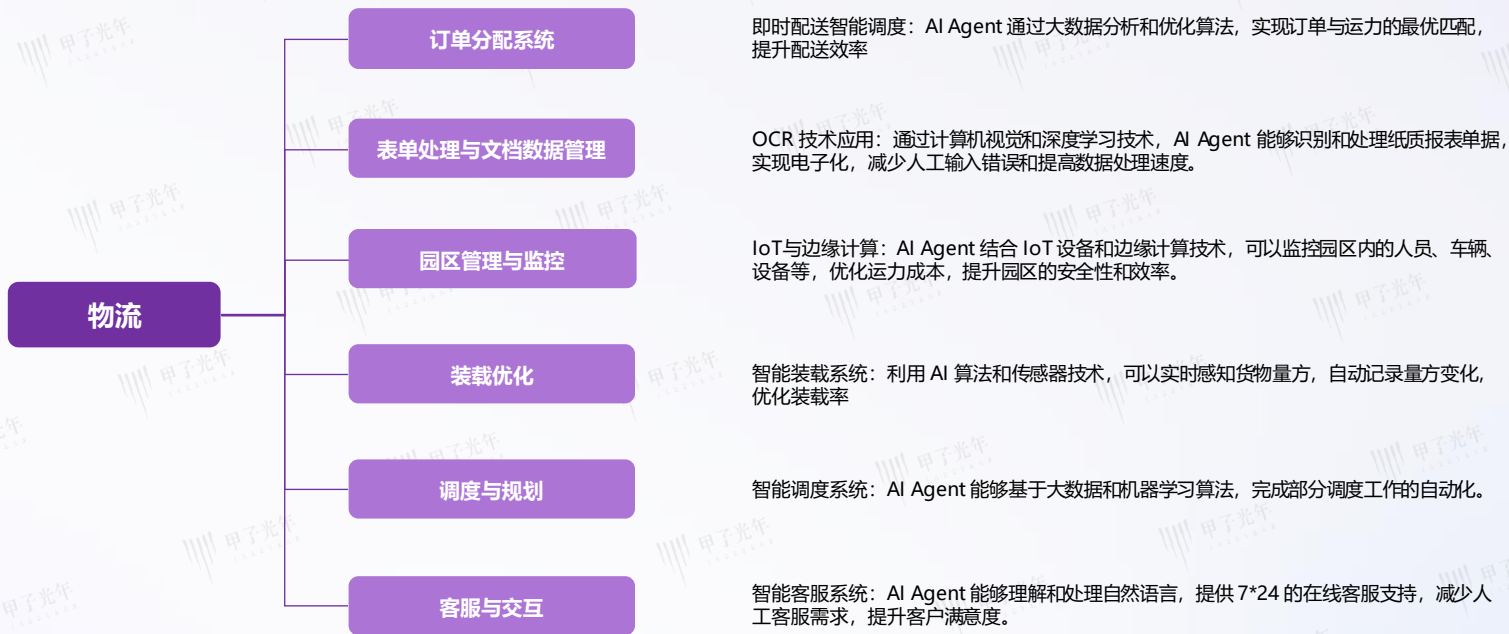 订单分配系统
即时配送智能调度：AI Agent 通过大数据分析和优化算法，实现订单与运力的最优匹配，
提升配送效率
表单处理与文档数据管理
OCR 技术应用：通过计算机视觉和深度学习技术，AI Agent 能够识别和处理纸质报表单据，
实现电子化，减少人工输入错误和提高数据处理速度。
园区管理与监控
IoT与边缘计算：AI Agent 结合 IoT 设备和边缘计算技术，可以监控园区内的人员、车辆、
设备等，优化运力成本，提升园区的安全性和效率。
物流
装载优化
智能装载系统：利用 AI 算法和传感器技术，可以实时感知货物量方，自动记录量方变化，
优化装载率
调度与规划
智能调度系统：AI Agent 能够基于大数据和机器学习算法，完成部分调度工作的自动化。
客服与交互
智能客服系统：AI Agent 能够理解和处理自然语言，提供 7*24 的在线客服支持，减少人
工客服需求，提升客户满意度。
甲子光年